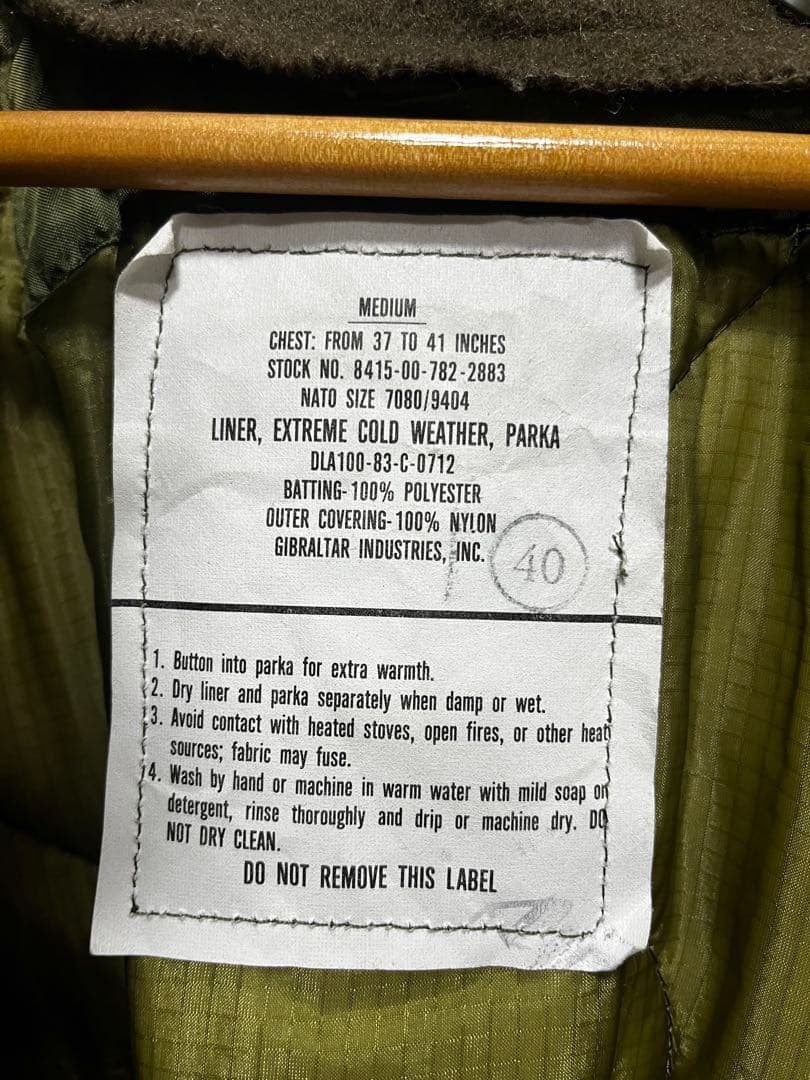 MEDIUM
CHEST: FROM 37 TO 41 INCHES
STOCK NO. 8415-00-782-2883
NATO SIZE 7080/9404
LINER, EXTREME COLD WEATHER, PARKA
DLA100-83-C-0712
BATTING-100% POLYESTER
OUTER COVERING-100% NYLON
GIBRALTAR INDUSTRIES, INC.
40
1. Button into parka for extra warmth.
2. Dry liner and parka separately when damp or wet.
3. Avoid contact with heated stoves, open fires, or other heat
sources; fabric may fuse.
4. Wash by hand or machine in warm water with mild soap or
detergent, rinse thoroughly and drip or machine dry. DO
NOT DRY CLEAN.
DO NOT REMOVE THIS LABEL